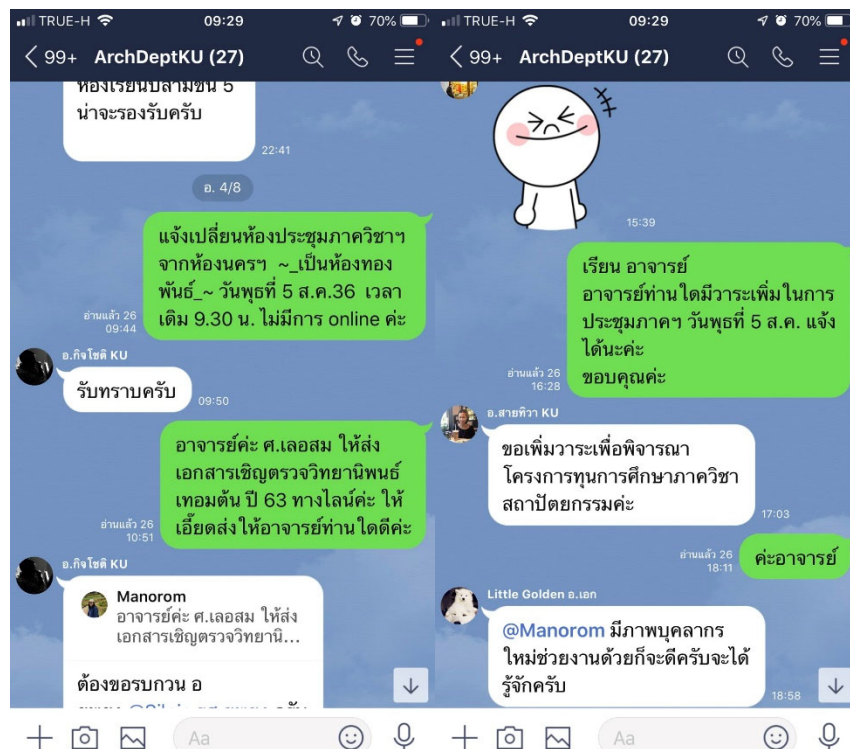 TRUE-H
09:29
70%
99+ ArchDeptKU (27)
ห้องเรียนบ่ลามชั้น 5
น่าจะรองรับครับ
22:41
อ. 4/8
แจ้งเปลี่ยนห้องประชุมภาควิชาฯ
จากห้องนครฯ ~_เป็นห้องทอง
พันธ์_~ วันพุธที่ 5 ส.ค.36 เวลา
เดิม 9.30 น. ไม่มีการ online ค่ะ
อ่านแล้ว 26
09:44
อ.กิจโชติ KU
รับทราบครับ
09:50
อาจารย์ค่ะ ศ.เลอสม ให้ส่ง
เอกสารเชิญตรวจวิทยานิพนธ์
เทอมต้น ปี 63 ทางไลน์ค่ะ ให้
เอี๊ยดส่งให้อาจารย์ท่านใดดีค่ะ
อ่านแล้ว 26
10:51
อ.กิจโชติ KU
Manorom
อาจารย์ค่ะ ศ.เลอสม ให้ส่ง
เอกสารเชิญตรวจวิทยานิ...
ต้องขอรบกวน อ
Aa
TRUE-H
09:29
70%
99+ ArchDeptKU (27)
15:39
เรียน อาจารย์
อาจารย์ท่านใดมีวาระเพิ่มในการ
ประชุมภาคฯ วันพุธที่ 5 ส.ค. แจ้ง
ได้นะค่ะ
ขอบคุณค่ะ
อ่านแล้ว 26
16:28
อ.สายทิวา KU
ขอเพิ่มวาระเพื่อพิจารณา
โครงการทุนการศึกษาภาควิชา
สถาปัตยกรรมค่ะ
17:03
อ่านแล้ว 26
18:11
ค่ะอาจารย์
Little Golden อ.เอก
@Manorom มีภาพบุคลากร
ใหม่ช่วยงานด้วยก็จะดีครับจะได้
รู้จักครับ
18:58
Aa